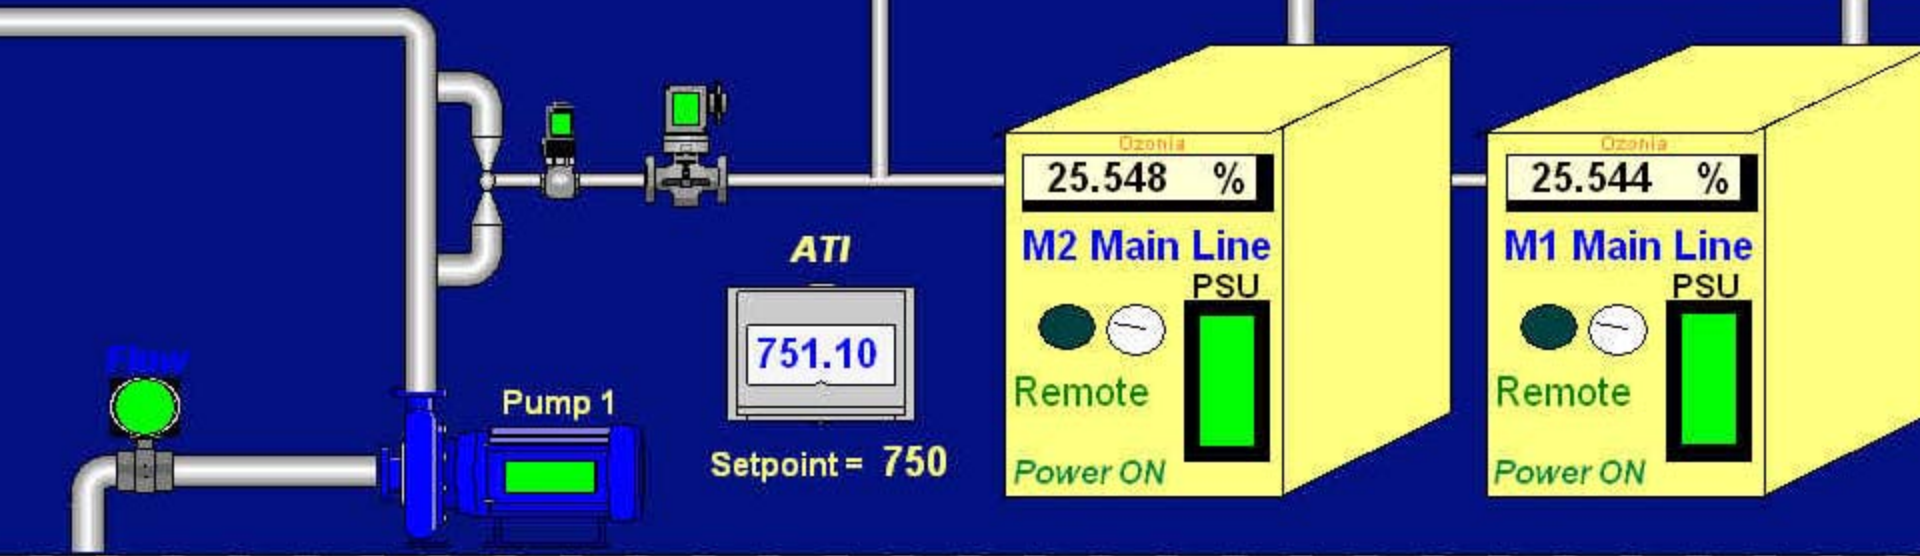 Ozonia
25.548 %
M2 Main Line
PSU
Remote
Power ON
Ozonia
25.544 %
M1 Main Line
PSU
Remote
Power ON
ATI
751.10
Setpoint = 750
Flow
Pump 1